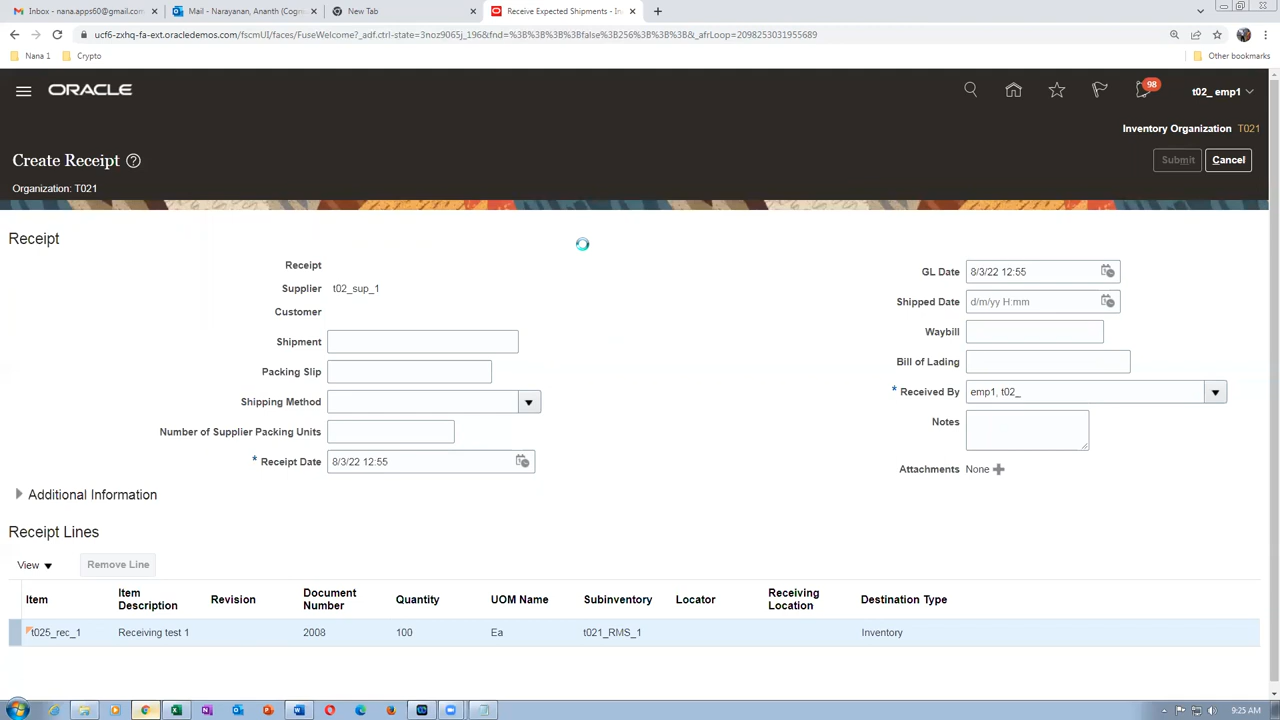 Inbox - nana.apps60@gmail.com
Mail - Narayanan, Ananth (Cogni
New Tab
Receive Expected Shipments - In
ucf6-zxhq-fa-ext.oracledemos.com/fscmUI/faces/FuseWelcome?_adf.ctrl-state=3noz9065j_196&fnd=%3B%3B%3B%3Bfalse%3B256%3B%3B%3B&_afrLoop=2098253031955689
Nana 1
Crypto
Other bookmarks
ORACLE
98
t02_ emp1
Inventory Organization T021
Create Receipt
Submit
Cancel
Organization: T021
Receipt
Receipt
Supplier t02_sup_1
Customer
Shipment
Packing Slip
Shipping Method
Number of Supplier Packing Units
* Receipt Date 8/3/22 12:55
GL Date 8/3/22 12:55
Shipped Date d/m/yy H:mm
Waybill
Bill of Lading
* Received By emp1, t02_
Notes
Attachments None
Additional Information
Receipt Lines
View
Remove Line
Item
Item Description
Revision
Document Number
Quantity
UOM Name
Subinventory
Locator
Receiving Location
Destination Type
t025_rec_1
Receiving test 1
2008
100
Ea
t021_RMS_1
Inventory
9:25 AM